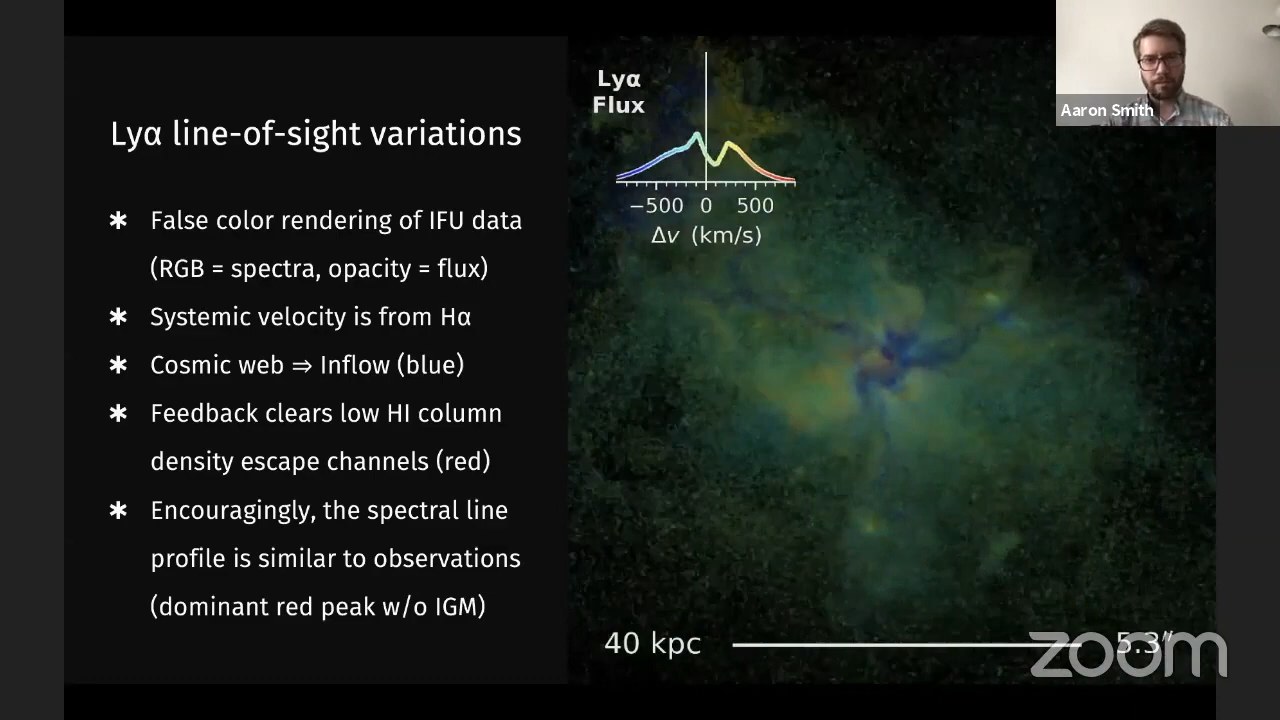 Lyα line-of-sight variations
∗ False color rendering of IFU data
(RGB = spectra, opacity = flux)
∗ Systemic velocity is from Hα
∗ Cosmic web ⇒ Inflow (blue)
∗ Feedback clears low HI column
density escape channels (red)
∗ Encouragingly, the spectral line
profile is similar to observations
(dominant red peak w/o IGM)
Lyα
Flux
−500 0 500
Δv (km/s)
40 kpc
5.3″
Aaron Smith
zoom